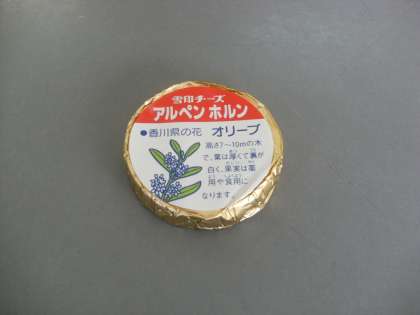 雪印チーズ
アルペン ホルン
●香川県の花 オリーブ
高さ7〜10mの木
で、葉は厚くて裏が
白く、果実は薬
用や食用に
なります。